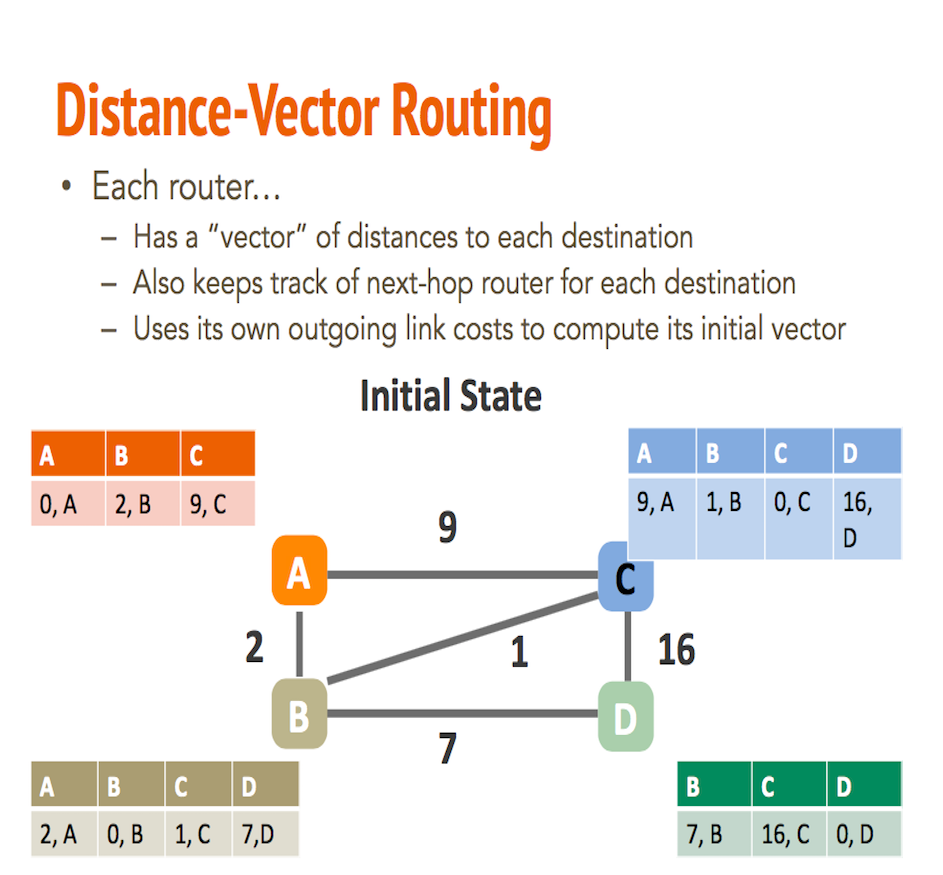 Distance-Vector Routing
• Each router…
– Has a “vector” of distances to each destination
– Also keeps track of next-hop router for each destination
– Uses its own outgoing link costs to compute its initial vector
Initial State
A B C
0, A 2, B 9, C
A B C D
9, A 1, B 0, C 16, D
9
A
C
2
1
16
B
D
7
A B C D
2, A 0, B 1, C 7,D
B C D
7, B 16, C 0, D